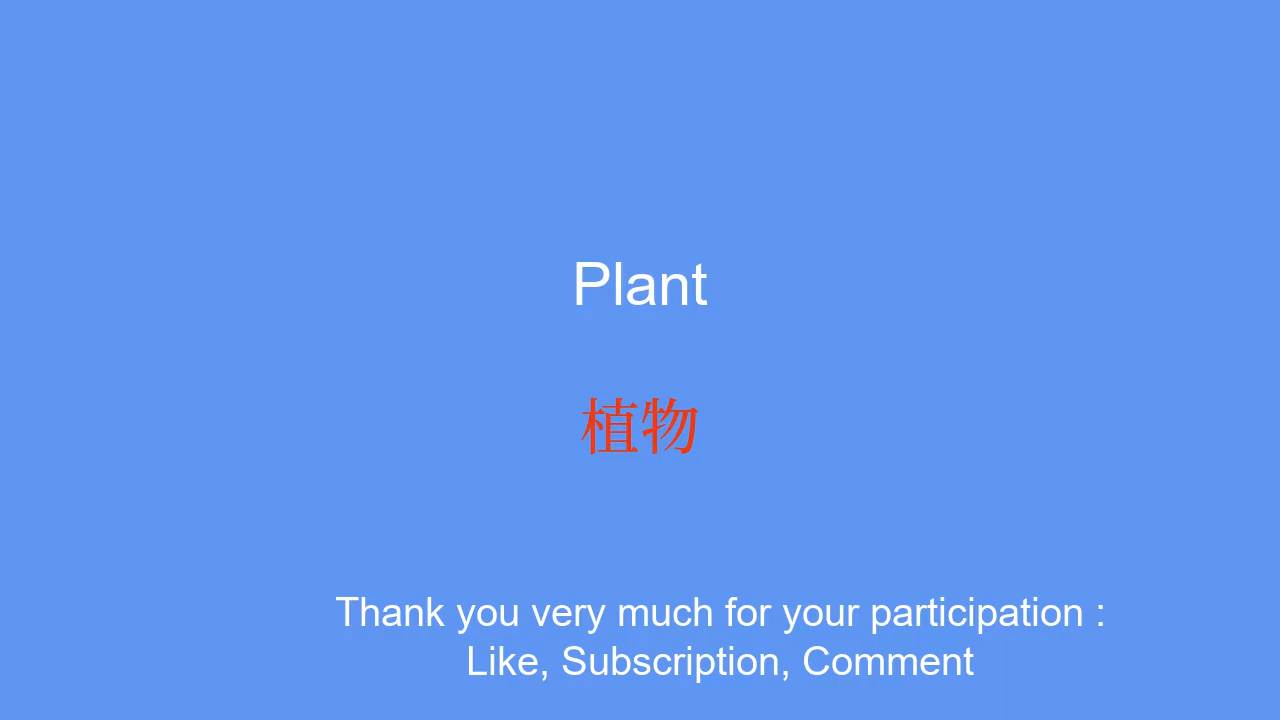 Plant
植物
Thank you very much for your participation :
Like, Subscription, Comment